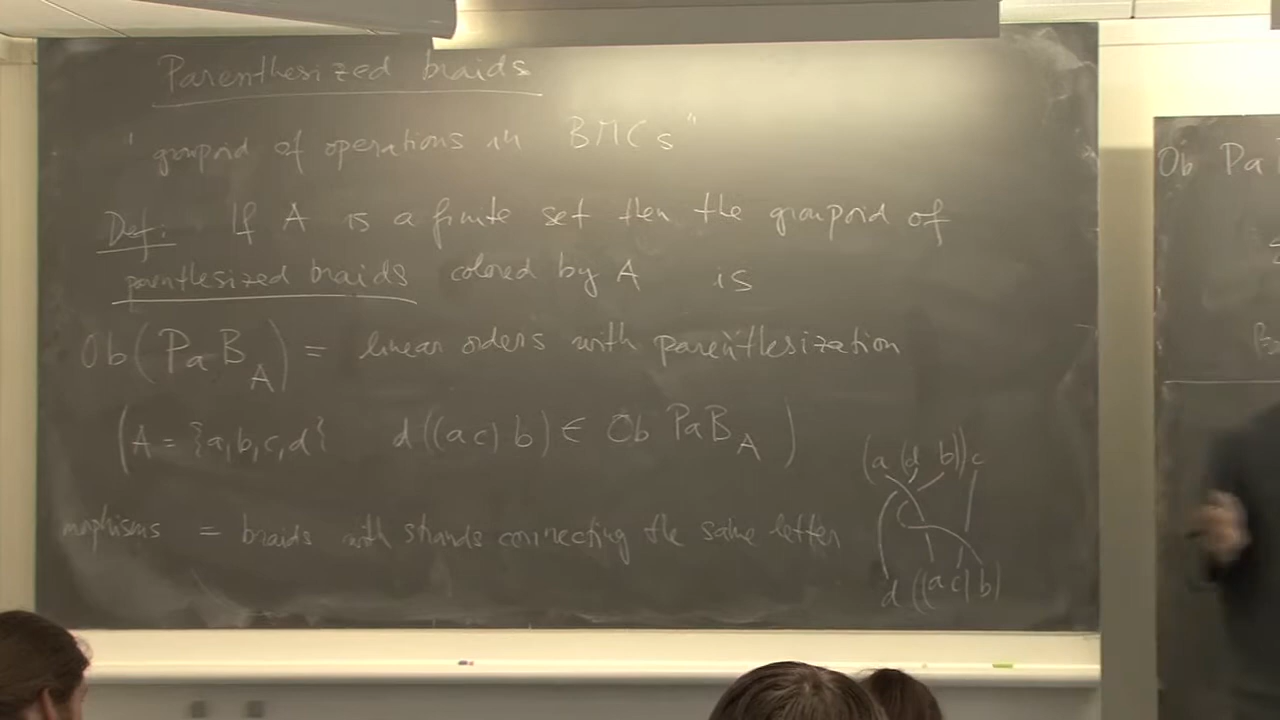 Parenthesized braids
"groupoid of operations in BMCs"
Def: If A is a finite set then the groupoid of
parenthesized braids colored by A is
Ob(PaB_A) = linear orders with parenthesization
(A = {a,b,c,d} d((ac)b) ∈ Ob PaB_A)
morphisms = braids with strands connecting the same letter
(a(d b))c
d((ac)b)
Ob Pa